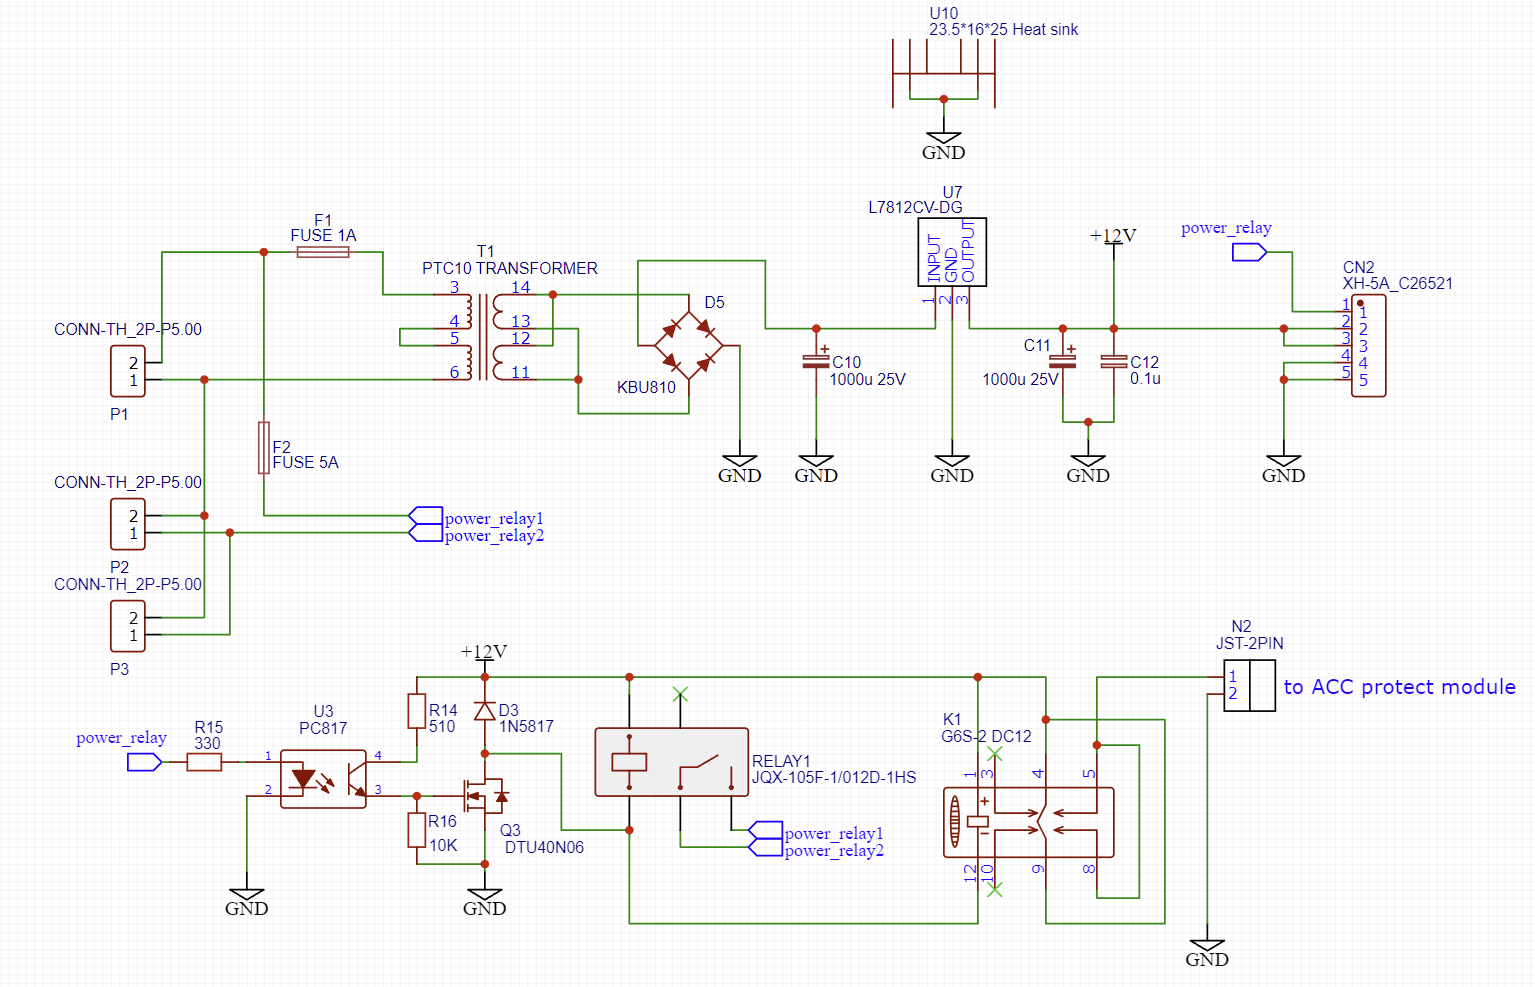 U10
23.5*16*25 Heat sink
GND
U7
L7812CV-DG
INPUT
GND
OUTPUT
1
2
3
+12V
power_relay
CN2
XH-5A_C26521
1
2
3
4
5
1
2
3
4
5
F1
FUSE 1A
T1
PTC10 TRANSFORMER
3
4
5
6
14
13
12
11
D5
KBU810
+
C10
1000u 25V
C11
+
1000u 25V
C12
0.1u
GND
GND
GND
GND
GND
CONN-TH_2P-P5.00
2
1
P1
F2
FUSE 5A
CONN-TH_2P-P5.00
2
1
P2
power_relay1
power_relay2
CONN-TH_2P-P5.00
2
1
P3
+12V
power_relay
R15
330
U3
PC817
1
2
4
3
R14
510
D3
1N5817
R16
10K
Q3
DTU40N06
GND
GND
RELAY1
JQX-105F-1/012D-1HS
power_relay1
power_relay2
K1
G6S-2 DC12
1
3
4
5
+
-
12
10
9
8
N2
JST-2PIN
1
2
to ACC protect module
GND